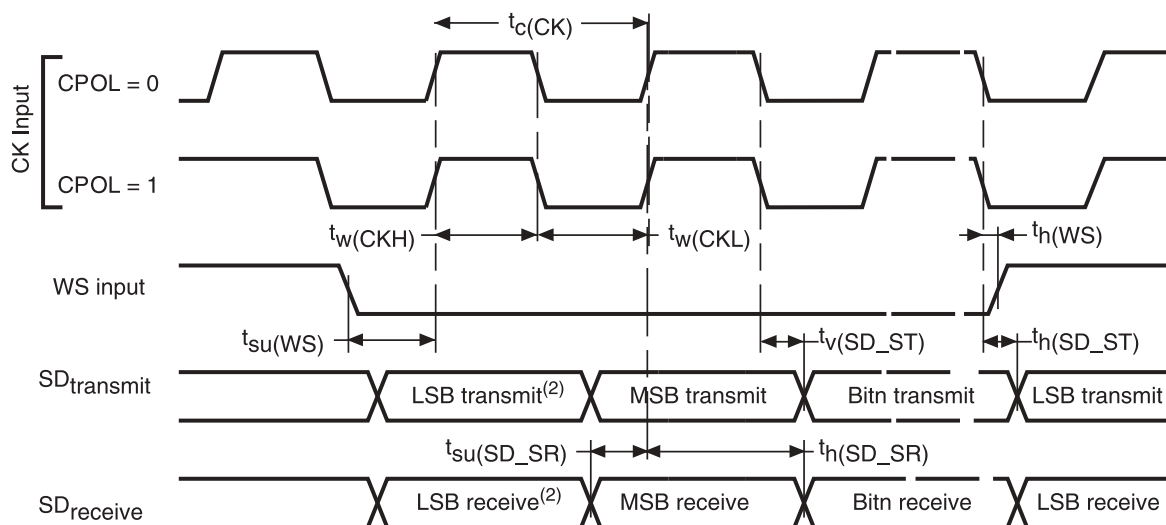 tc(CK)
CK Input
CPOL = 0
CPOL = 1
tw(CKH)
tw(CKL)
th(WS)
WS input
tsu(WS)
tv(SD_ST)
th(SD_ST)
SDtransmit
LSB transmit(2)
MSB transmit
Bitn transmit
LSB transmit
tsu(SD_SR)
th(SD_SR)
SDreceive
LSB receive(2)
MSB receive
Bitn receive
LSB receive